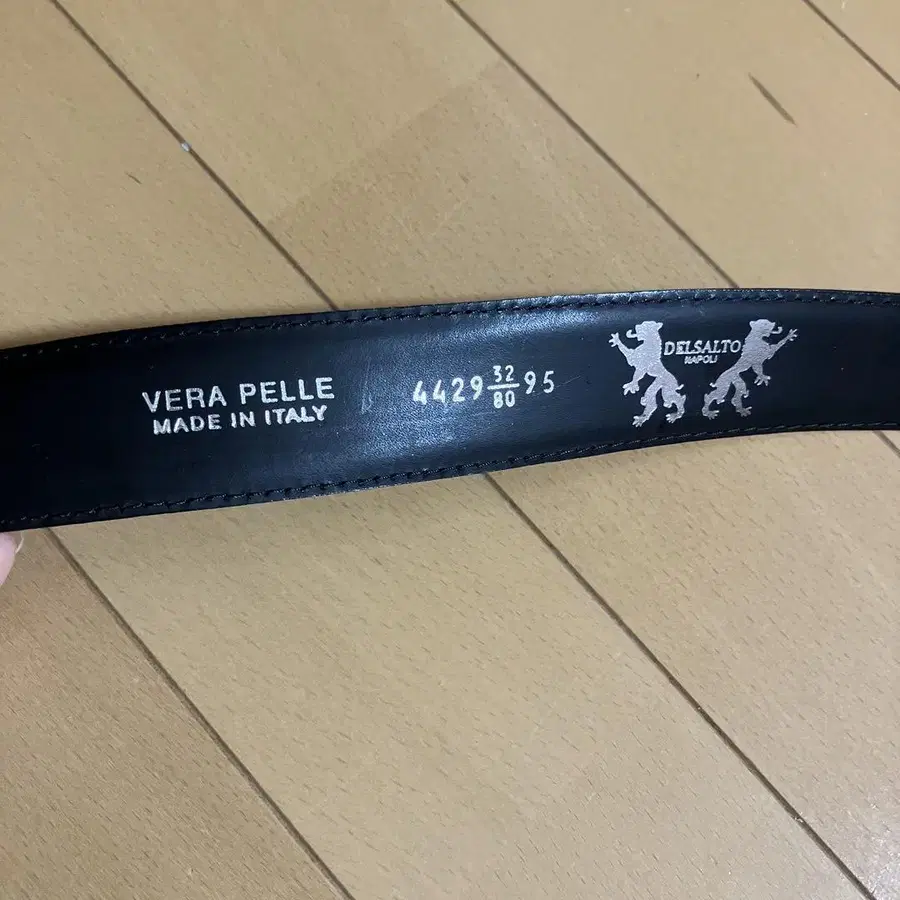 VERA PELLE
MADE IN ITALY
4429 32/80 95
DELSALTO
NAPOLI